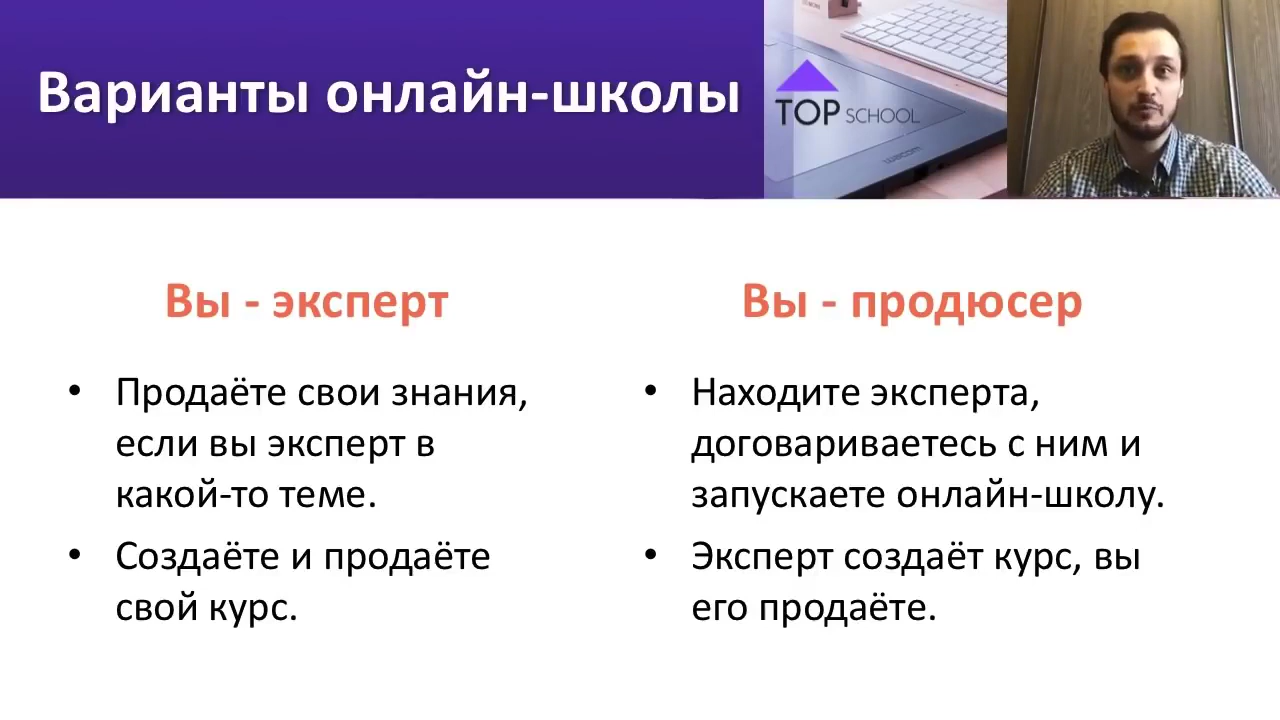 Варианты онлайн-школы
TOP SCHOOL
wacom
Вы - эксперт
• Продаёте свои знания,
если вы эксперт в
какой-то теме.
• Создаёте и продаёте
свой курс.
Вы - продюсер
• Находите эксперта,
договариваетесь с ним и
запускаете онлайн-школу.
• Эксперт создаёт курс, вы
его продаёте.